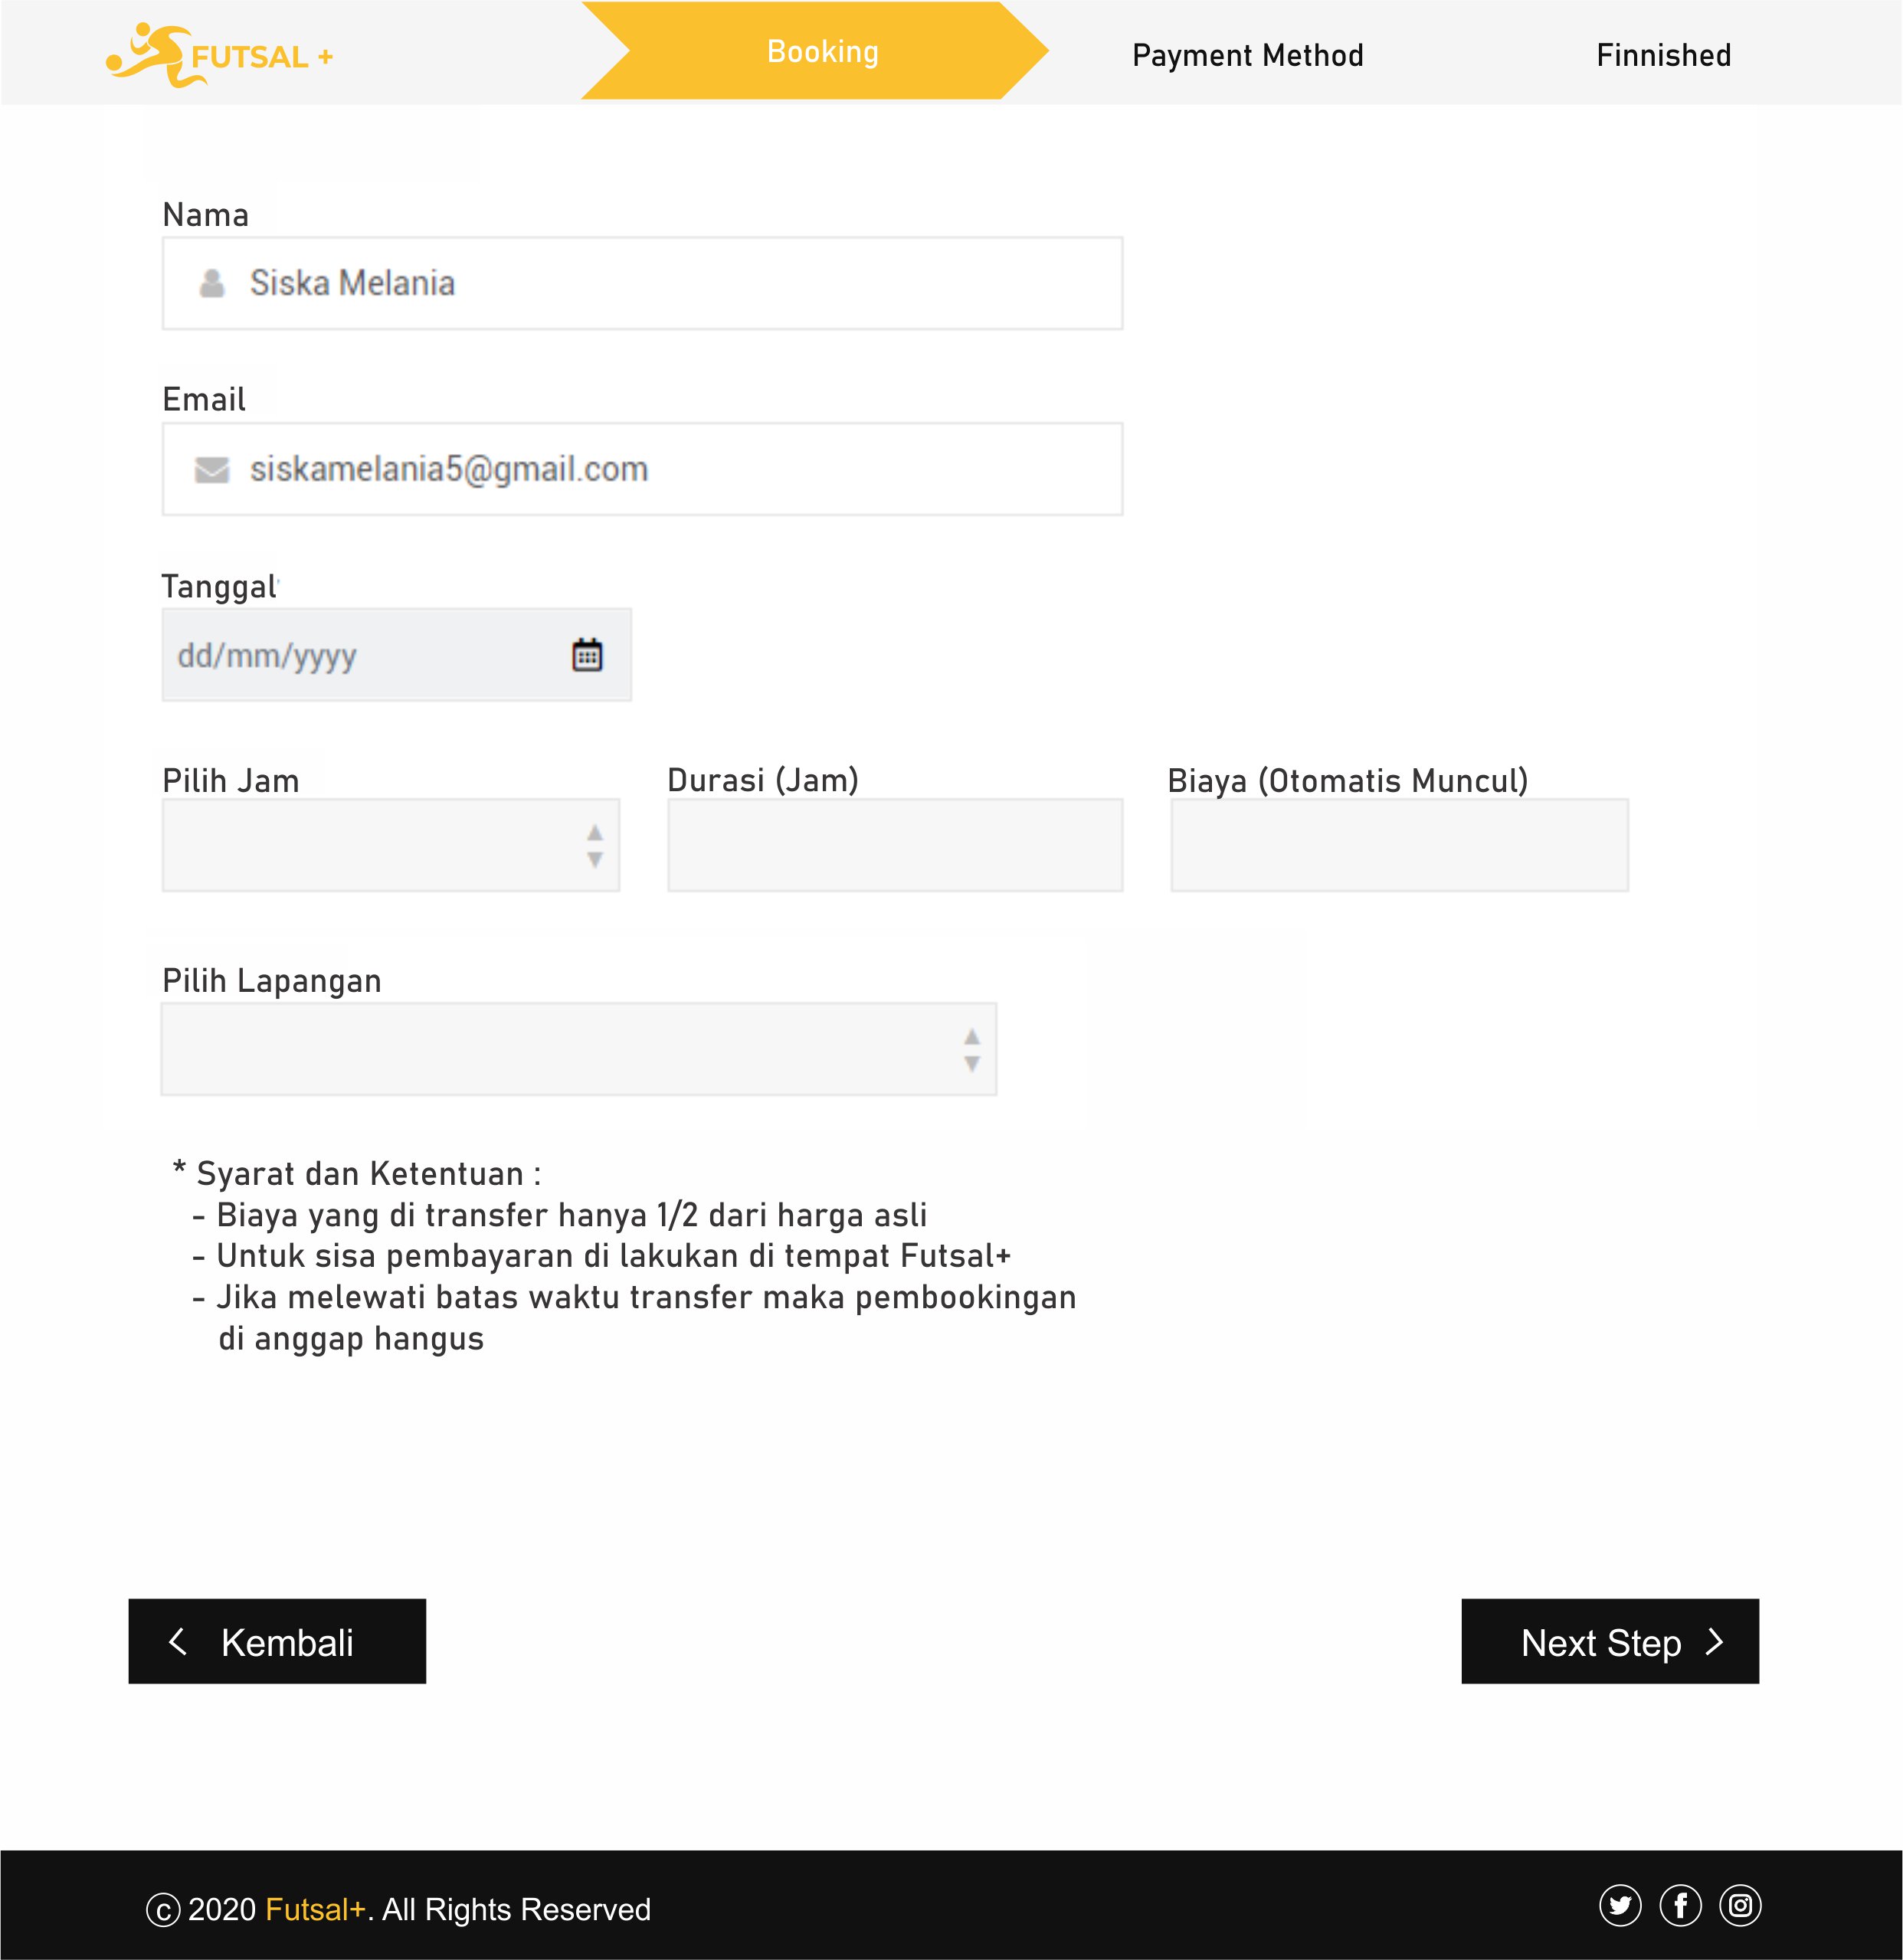 FUTSAL +
Booking
Payment Method
Finnished
Nama
Siska Melania
Email
siskamelania5@gmail.com
Tanggal
dd/mm/yyyy
Pilih Jam
Durasi (Jam)
Biaya (Otomatis Muncul)
Pilih Lapangan
* Syarat dan Ketentuan :
- Biaya yang di transfer hanya 1/2 dari harga asli
- Untuk sisa pembayaran di lakukan di tempat Futsal+
- Jika melewati batas waktu transfer maka pembookingan
di anggap hangus
Kembali
Next Step
© 2020 Futsal+. All Rights Reserved